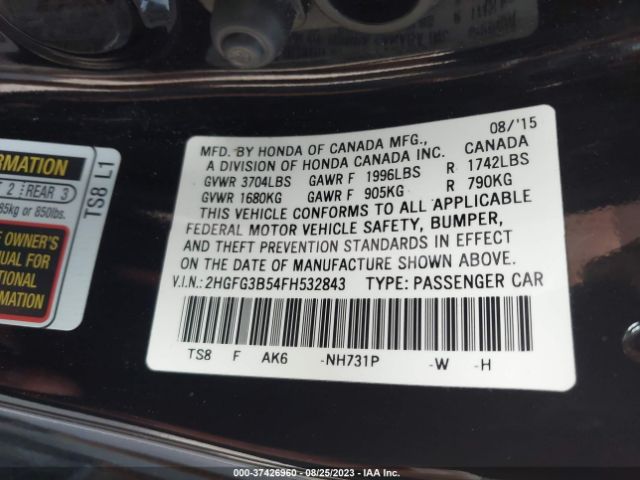 RMATION
T 2 REAR 3
85kg or 850lbs.
E OWNER'S
NUAL FOR
TIONAL
RMATION
TS8 L1
08/'15
MFD. BY HONDA OF CANADA MFG., CANADA
A DIVISION OF HONDA CANADA INC.
GVWR 3704LBS GAWR F 1996LBS R 1742LBS
GVWR 1680KG GAWR F 905KG R 790KG
THIS VEHICLE CONFORMS TO ALL APPLICABLE
FEDERAL MOTOR VEHICLE SAFETY, BUMPER,
AND THEFT PREVENTION STANDARDS IN EFFECT
ON THE DATE OF MANUFACTURE SHOWN ABOVE.
V.I.N.: 2HGFG3B54FH532843 TYPE: PASSENGER CAR
TS8 F AK6 -NH731P -W -H
000-37426960 - 08/25/2023 - IAA Inc.